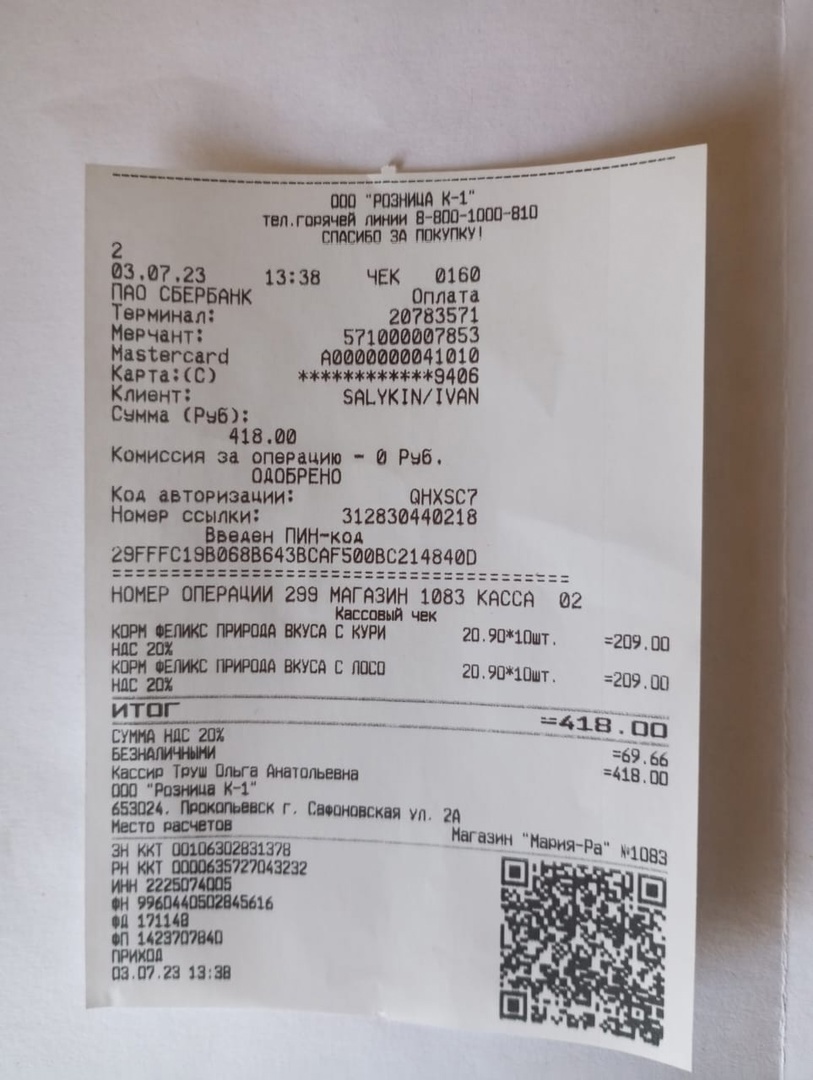 ООО "РОЗНИЦА К-1"
тел.горячей линии 8-800-1000-810
СПАСИБО ЗА ПОКУПКУ!
2
03.07.23 13:38 ЧЕК 0160
ПАО СБЕРБАНК Оплата
Терминал: 20783571
Мерчант: 571000007853
Mastercard A0000000041010
Карта:(C) ************9406
Клиент: SALYKIN/IVAN
Сумма (Руб):
418.00
Комиссия за операцию - 0 Руб.
ОДОБРЕНО
Код авторизации: QHXSC7
Номер ссылки: 312830440218
Введен ПИН-код
29FFFC19B068B643BCAF500BC214840D
=======================================
НОМЕР ОПЕРАЦИИ 299 МАГАЗИН 1083 КАССА 02
Кассовый чек
КОРМ ФЕЛИКС ПРИРОДА ВКУСА С КУРИ 20.90*10шт. =209.00
НДС 20%
КОРМ ФЕЛИКС ПРИРОДА ВКУСА С ЛОСО 20.90*10шт. =209.00
НДС 20%
ИТОГ =418.00
СУММА НДС 20% =69.66
БЕЗНАЛИЧНЫМИ =418.00
Кассир Труш Ольга Анатольевна
ООО "Розница К-1"
653024, Прокопьевск г, Сафоновская ул, 2А
Место расчетов Магазин "Мария-Ра" №1083
ЗН ККТ 00106302831378
РН ККТ 0000635727043232
ИНН 2225074005
ФН 9960440502845616
ФД 171148
ФП 1423707840
ПРИХОД
03.07.23 13:38